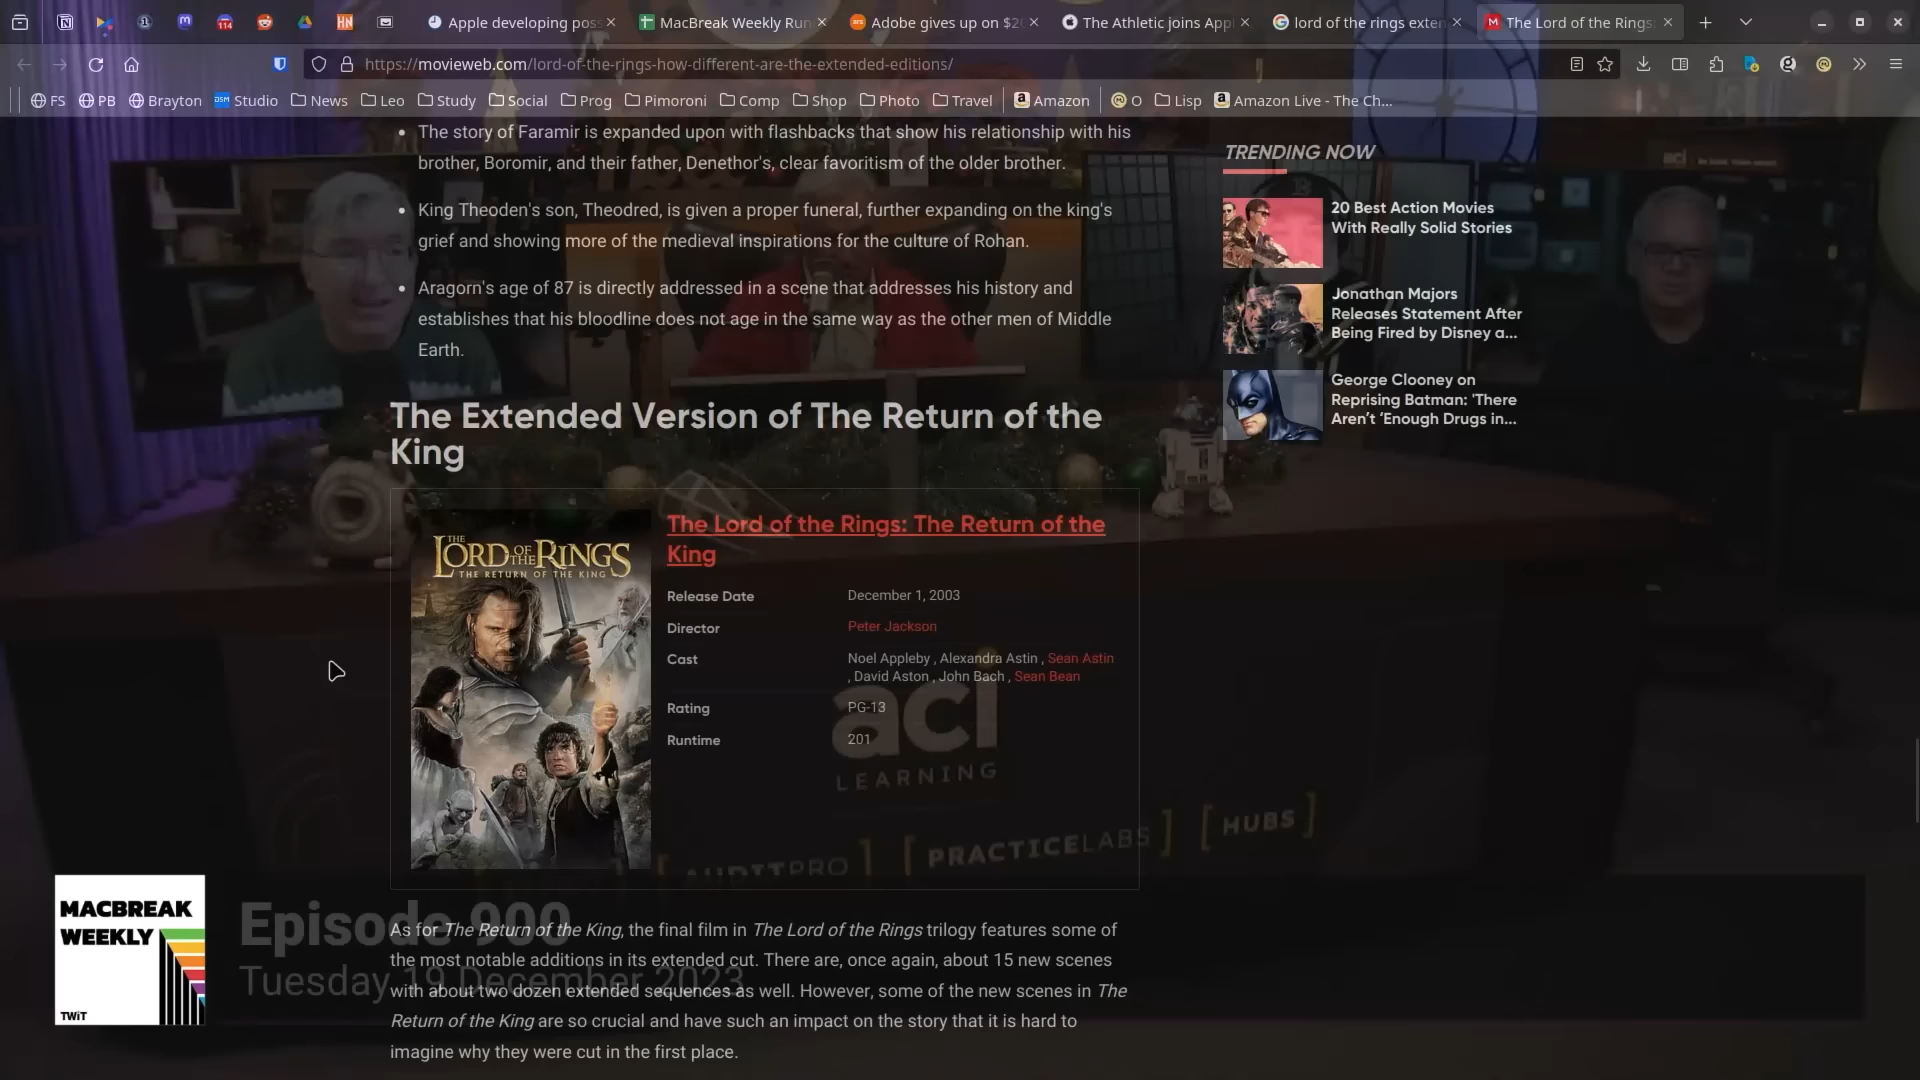 114
HN
Apple developing poss
MacBreak Weekly Run
Adobe gives up on $2
The Athletic joins App
lord of the rings exten
The Lord of the Rings:
https://movieweb.com/lord-of-the-rings-how-different-are-the-extended-editions/
FS
PB
Brayton
Studio
News
Leo
Study
Social
Prog
Pimoroni
Comp
Shop
Photo
Travel
Amazon
O
Lisp
Amazon Live - The Ch...
The story of Faramir is expanded upon with flashbacks that show his relationship with his
brother, Boromir, and their father, Denethor's, clear favoritism of the older brother.
King Theoden's son, Theodred, is given a proper funeral, further expanding on the king's
grief and showing more of the medieval inspirations for the culture of Rohan.
Aragorn's age of 87 is directly addressed in a scene that addresses his history and
establishes that his bloodline does not age in the same way as the other men of Middle
Earth.
TRENDING NOW
20 Best Action Movies
With Really Solid Stories
Jonathan Majors
Releases Statement After
Being Fired by Disney a...
George Clooney on
Reprising Batman: 'There
Aren't 'Enough Drugs in...
The Extended Version of The Return of the
King
THE
LORD OF THE RINGS
THE RETURN OF THE KING
The Lord of the Rings: The Return of the
King
Release Date
December 1, 2003
Director
Peter Jackson
Cast
Noel Appleby , Alexandra Astin , Sean Astin
, David Aston , John Bach , Sean Bean
Rating
PG-13
Runtime
201
aci
LEARNING
[ AUDITPRO ] [ PRACTICELABS ] [ HUBS ]
MACBREAK
WEEKLY
TWiT
Episode 900
Tuesday 19 December 2023
As for The Return of the King, the final film in The Lord of the Rings trilogy features some of
the most notable additions in its extended cut. There are, once again, about 15 new scenes
with about two dozen extended sequences as well. However, some of the new scenes in The
Return of the King are so crucial and have such an impact on the story that it is hard to
imagine why they were cut in the first place.